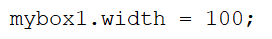 mybox1.width = 100;